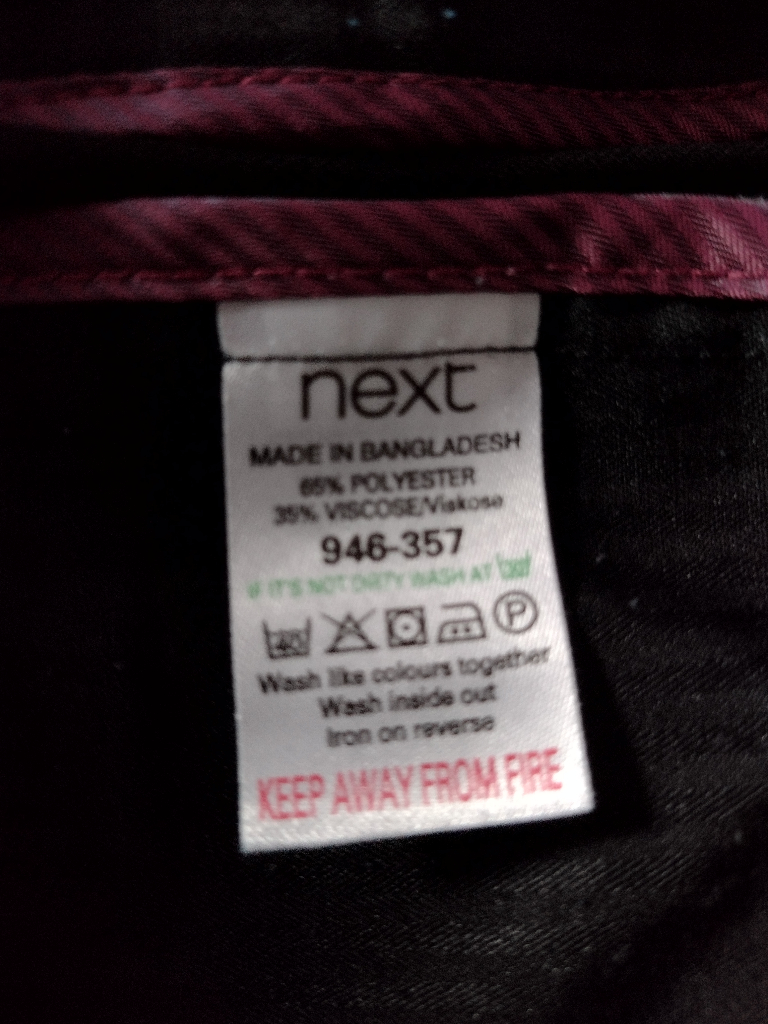 next
MADE IN BANGLADESH
65% POLYESTER
35% VISCOSE/Viskose
946-357
IF IT'S NOT DIRTY WASH AT 30°
40
P
Wash like colours together
Wash inside out
Iron on reverse
KEEP AWAY FROM FIRE